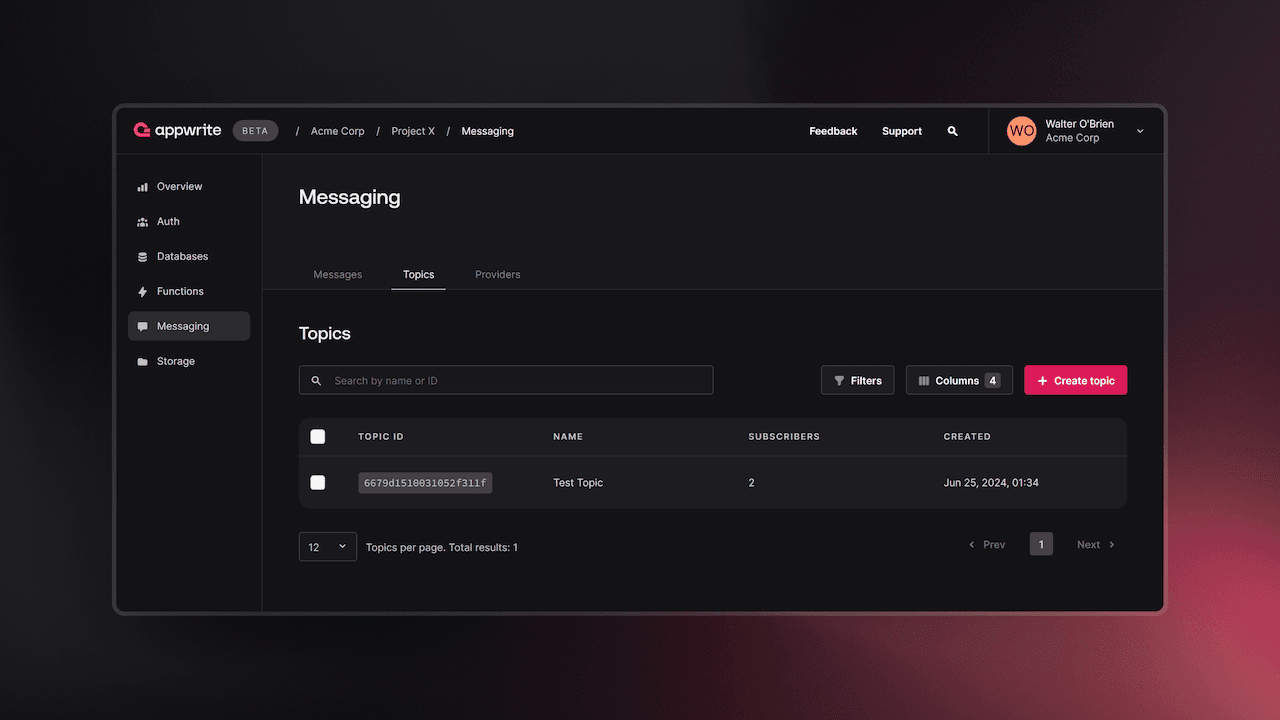 appwrite BETA / Acme Corp / Project X / Messaging Feedback Support WO Walter O'Brien
Acme Corp
Overview
Auth
Databases
Functions
Messaging
Storage
Messaging
Messages Topics Providers
Topics
Search by name or ID Filters Columns 4 + Create topic
TOPIC ID NAME SUBSCRIBERS CREATED
6679d1510031052f311f Test Topic 2 Jun 25, 2024, 01:34
12 Topics per page. Total results: 1 Prev 1 Next